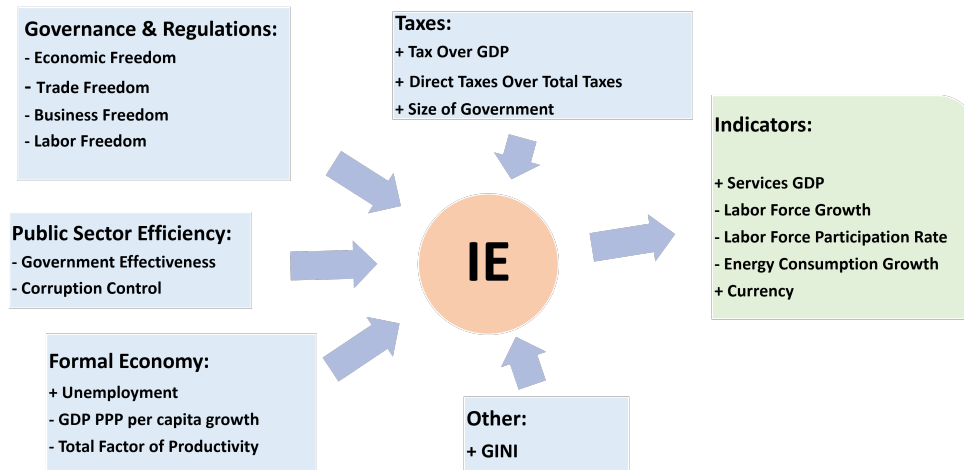 Governance & Regulations:
- Economic Freedom
- Trade Freedom
- Business Freedom
- Labor Freedom
Taxes:
+ Tax Over GDP
+ Direct Taxes Over Total Taxes
+ Size of Government
Public Sector Efficiency:
- Government Effectiveness
- Corruption Control
Formal Economy:
+ Unemployment
- GDP PPP per capita growth
- Total Factor of Productivity
Other:
+ GINI
IE
Indicators:
+ Services GDP
- Labor Force Growth
- Labor Force Participation Rate
- Energy Consumption Growth
+ Currency